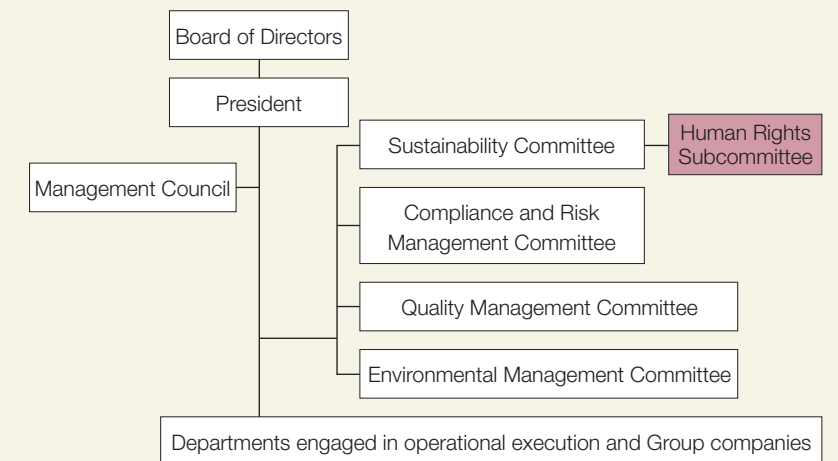 Board of Directors
President
Management Council
Sustainability Committee
Human Rights
Subcommittee
Compliance and Risk
Management Committee
Quality Management Committee
Environmental Management Committee
Departments engaged in operational execution and Group companies